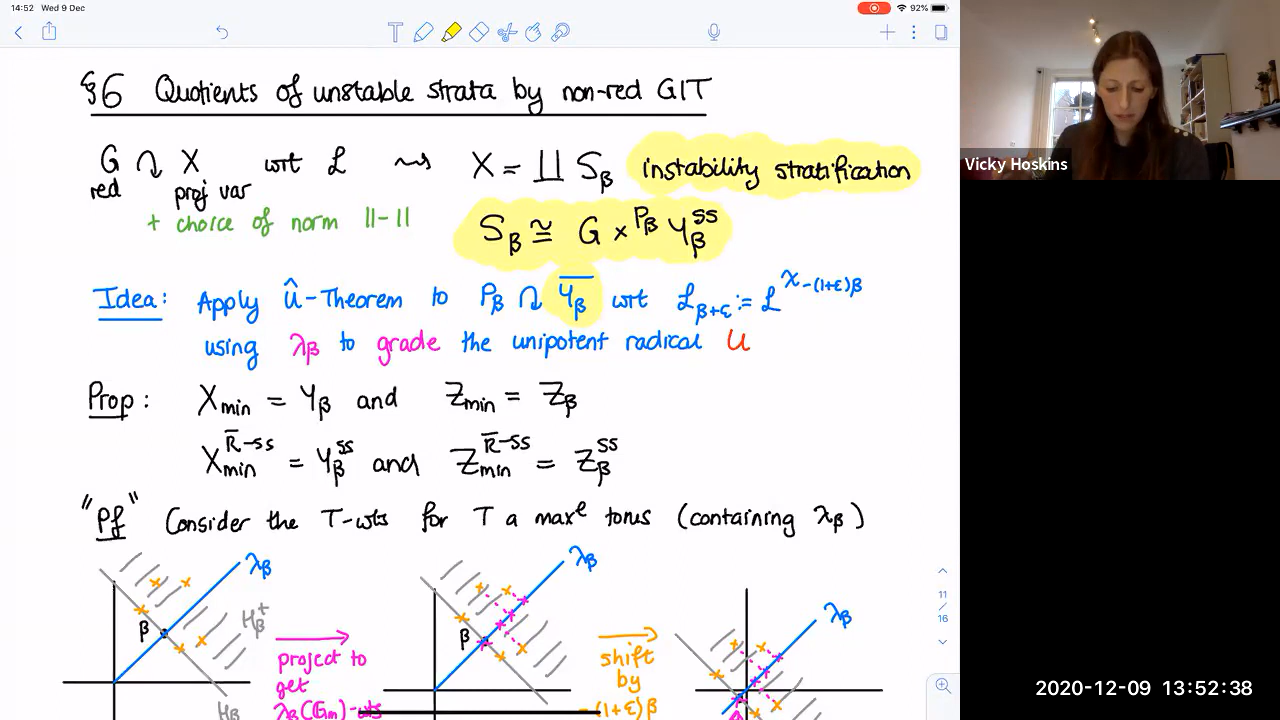 14:52 Wed 9 Dec
92%
§6 Quotients of unstable strata by non-red GIT
G ↷ X wrt ℒ ⇝ X = ∐ S_β instability stratification
red proj var
+ choice of norm ||-||
S_β ≅ G ×^{P_β} Y_β^{ss}
Idea: Apply Û-Theorem to P_β ↷ \overline{Y_β} wrt ℒ_{β+ε} := ℒ^{χ_{-(1+ε)β}}
using λ_β to grade the unipotent radical U
Prop: X_min = Y_β and Z_min = Z_β
X_min^{\overline{R}-ss} = Y_β^{ss} and Z_min^{\overline{R}-ss} = Z_β^{ss}
"Pf" Consider the T-wts for T a max^l torus (containing λ_β)
λ_β
λ_β
λ_β
β
H_β^+
H_β
project to
get
λ_β(𝔾_m)-wts
β
shift
by
-(1+ε)β
11
/
16
Vicky Hoskins
2020-12-09 13:52:38